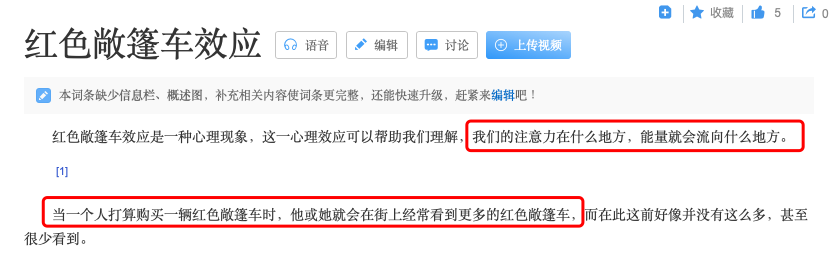 收藏 5 0
红色敞篷车效应 语音 编辑 讨论 上传视频
本词条缺少信息栏、概述图，补充相关内容使词条更完整，还能快速升级，赶紧来编辑吧！
红色敞篷车效应是一种心理现象，这一心理效应可以帮助我们理解，我们的注意力在什么地方，能量就会流向什么地方。
[1]
当一个人打算购买一辆红色敞篷车时，他或她就会在街上经常看到更多的红色敞篷车，而在此这前好像并没有这么多，甚至
很少看到。